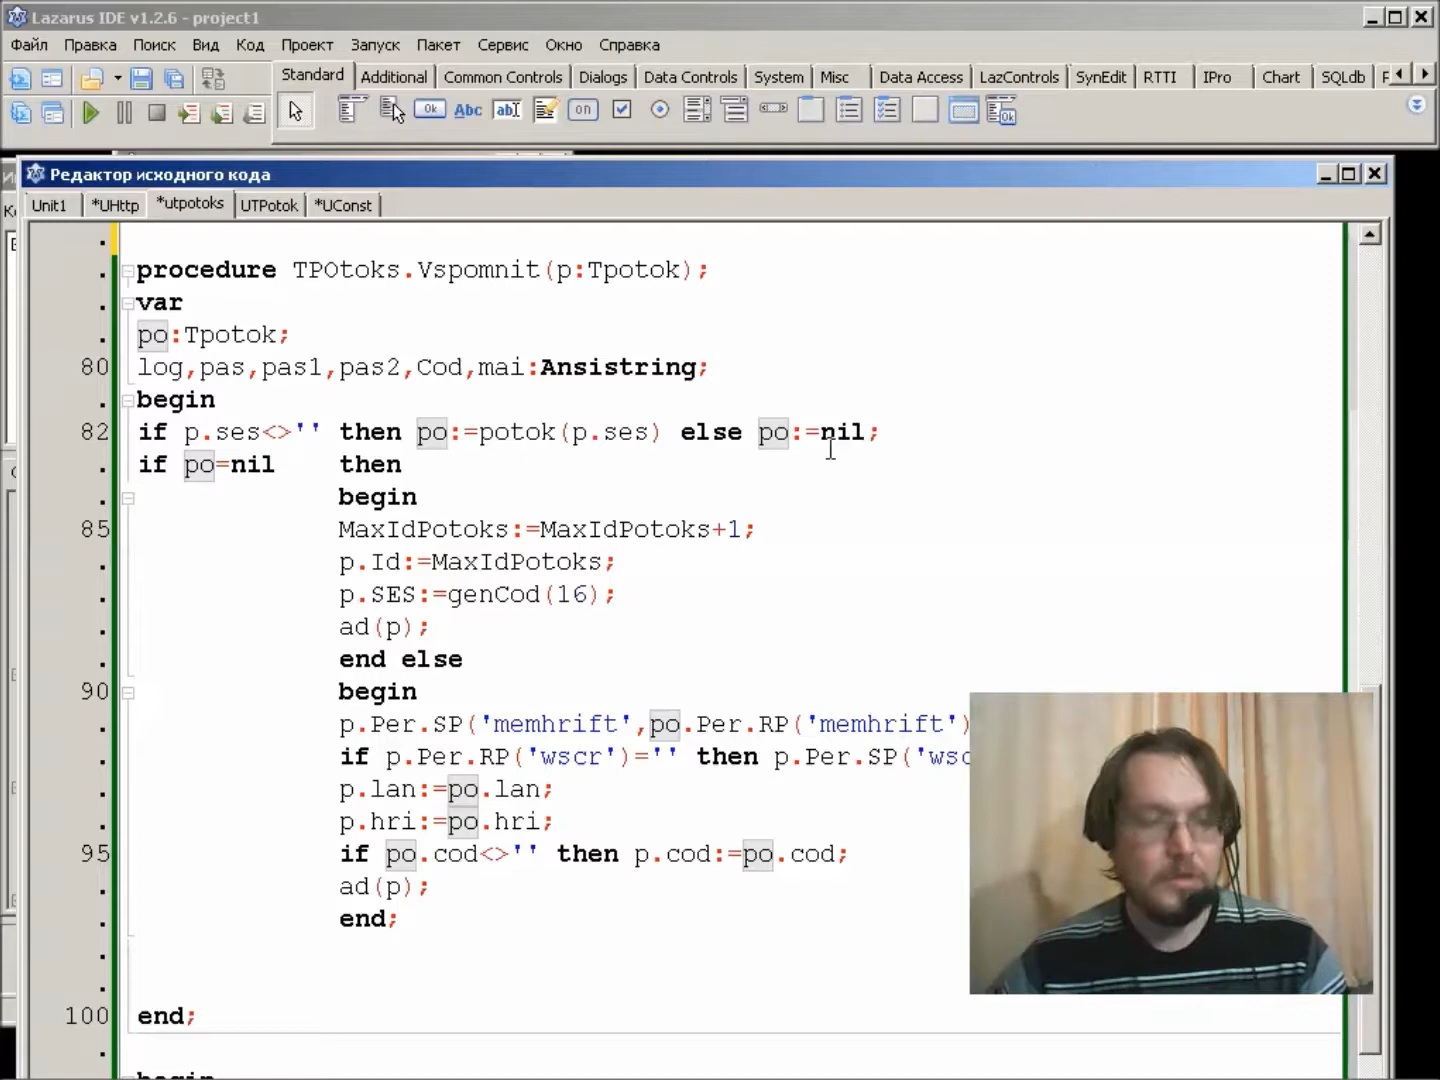 Lazarus IDE v1.2.6 - project1
Файл Правка Поиск Вид Код Проект Запуск Пакет Сервис Окно Справка
Standard Additional Common Controls Dialogs Data Controls System Misc Data Access LazControls SynEdit RTTI IPro Chart SQLdb
Ok Abc abI on Ok
Редактор исходного кода
Unit1 *UHttp *utpotoks UTPotok *UConst
procedure TPOtoks.Vspomnit(p:Tpotok);
var
po:Tpotok;
80 log,pas,pas1,pas2,Cod,mai:Ansistring;
begin
82 if p.ses<>'' then po:=potok(p.ses) else po:=nil;
if po=nil then
begin
85 MaxIdPotoks:=MaxIdPotoks+1;
p.Id:=MaxIdPotoks;
p.SES:=genCod(16);
ad(p);
end else
90 begin
p.Per.SP('memhrift',po.Per.RP('memhrift')
if p.Per.RP('wscr')='' then p.Per.SP('wsc
p.lan:=po.lan;
p.hri:=po.hri;
95 if po.cod<>'' then p.cod:=po.cod;
ad(p);
end;
100 end;
begin